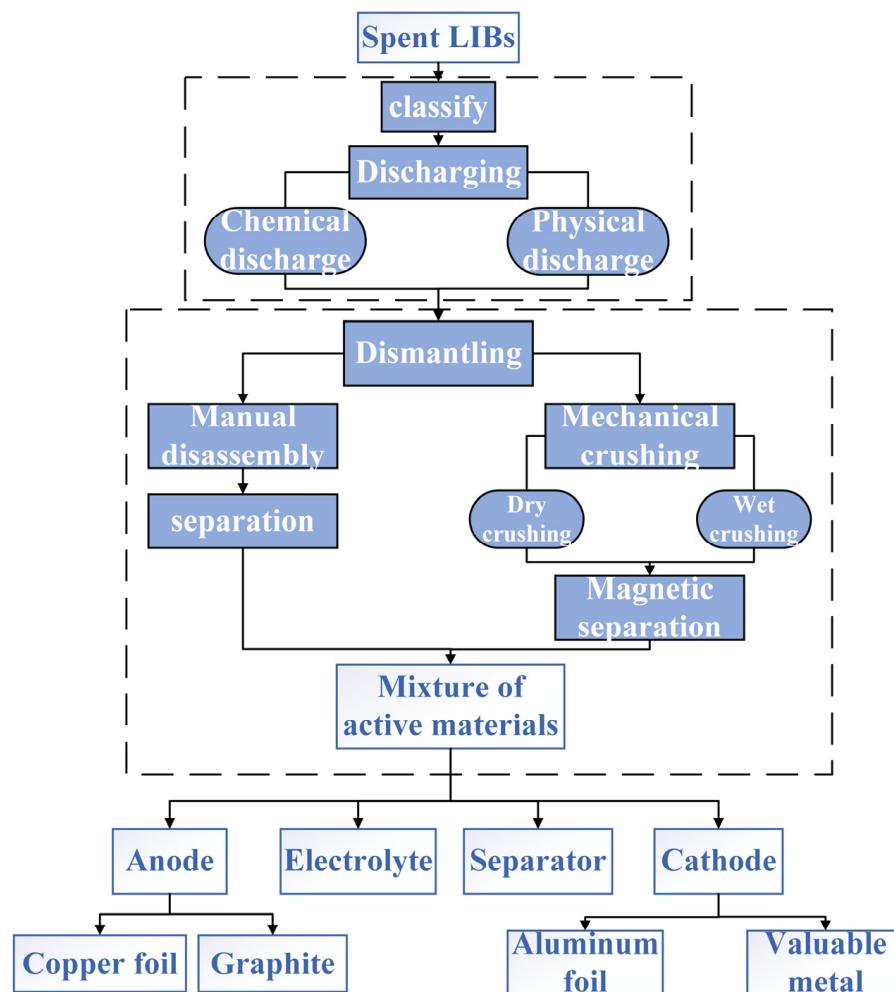 Spent LIBs
classify
Discharging
Chemical
discharge
Physical
discharge
Dismantling
Manual
disassembly
Mechanical
crushing
separation
Dry
crushing
Wet
crushing
Magnetic
separation
Mixture of
active materials
Anode
Electrolyte
Separator
Cathode
Copper foil
Graphite
Aluminum
foil
Valuable
metal